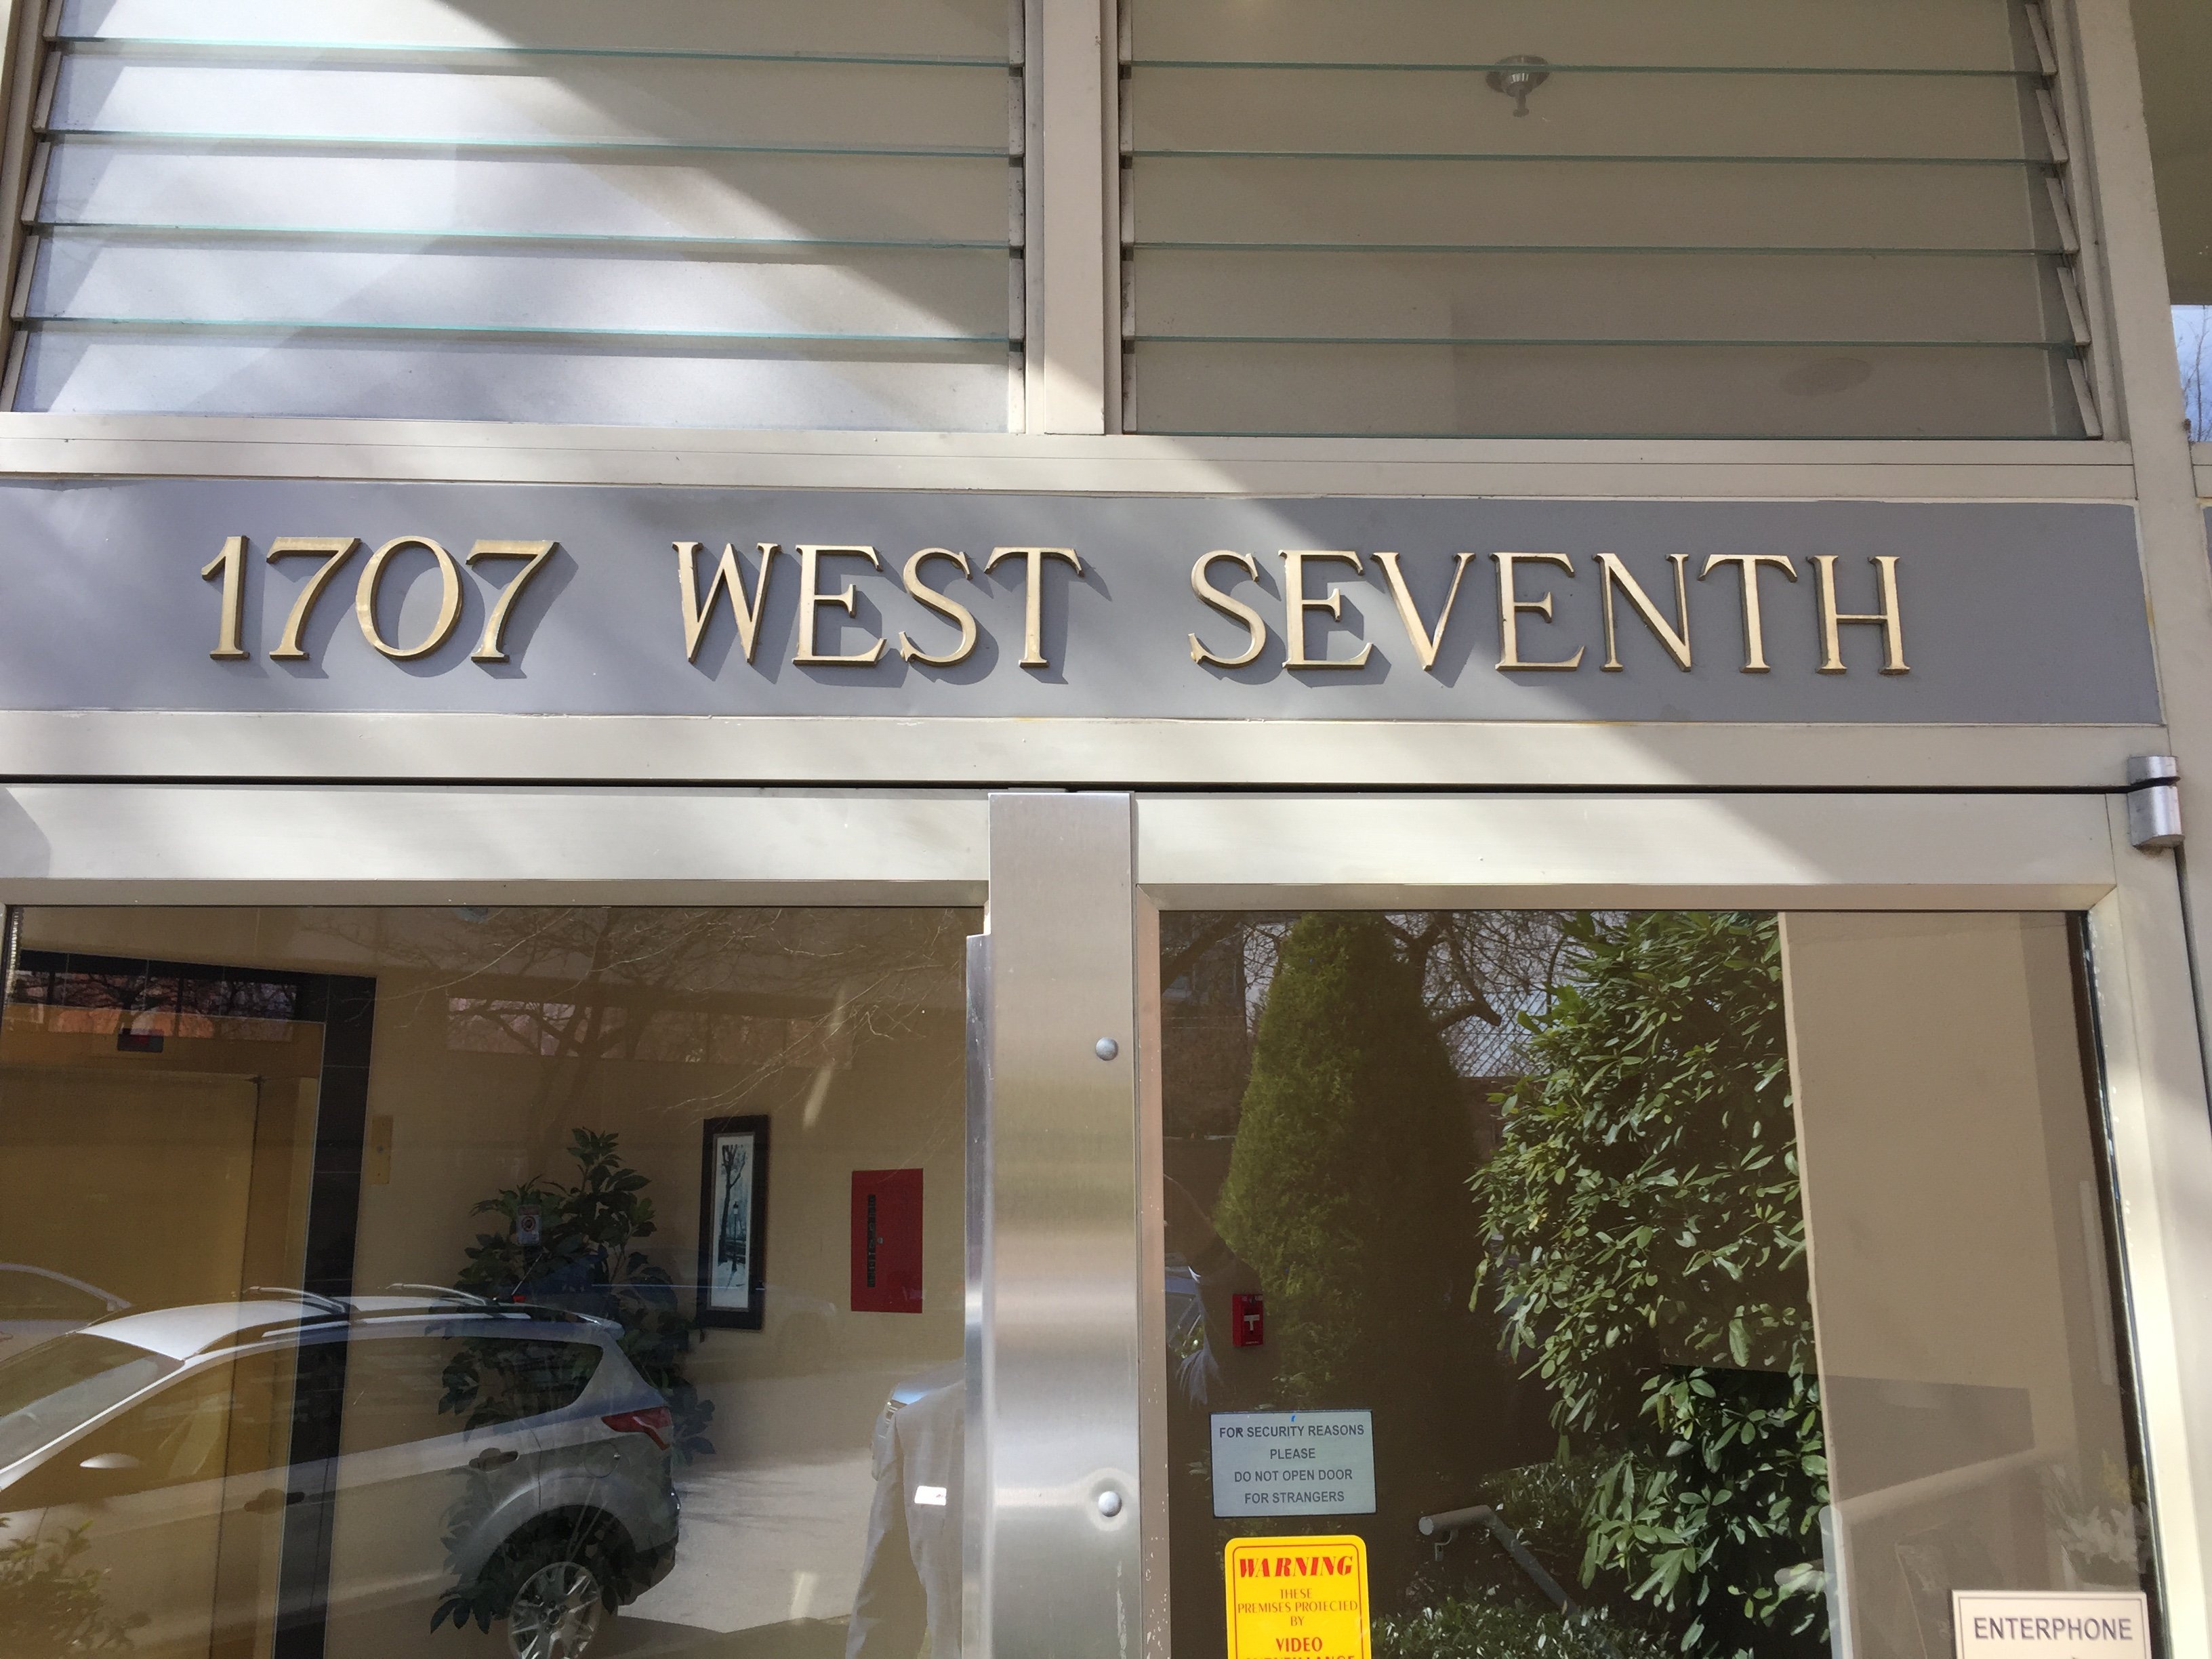 1707 WEST SEVENTH
FOR SECURITY REASONS
PLEASE
DO NOT OPEN DOOR
FOR STRANGERS
WARNING
THESE
PREMISES PROTECTED
BY
VIDEO
ENTERPHONE